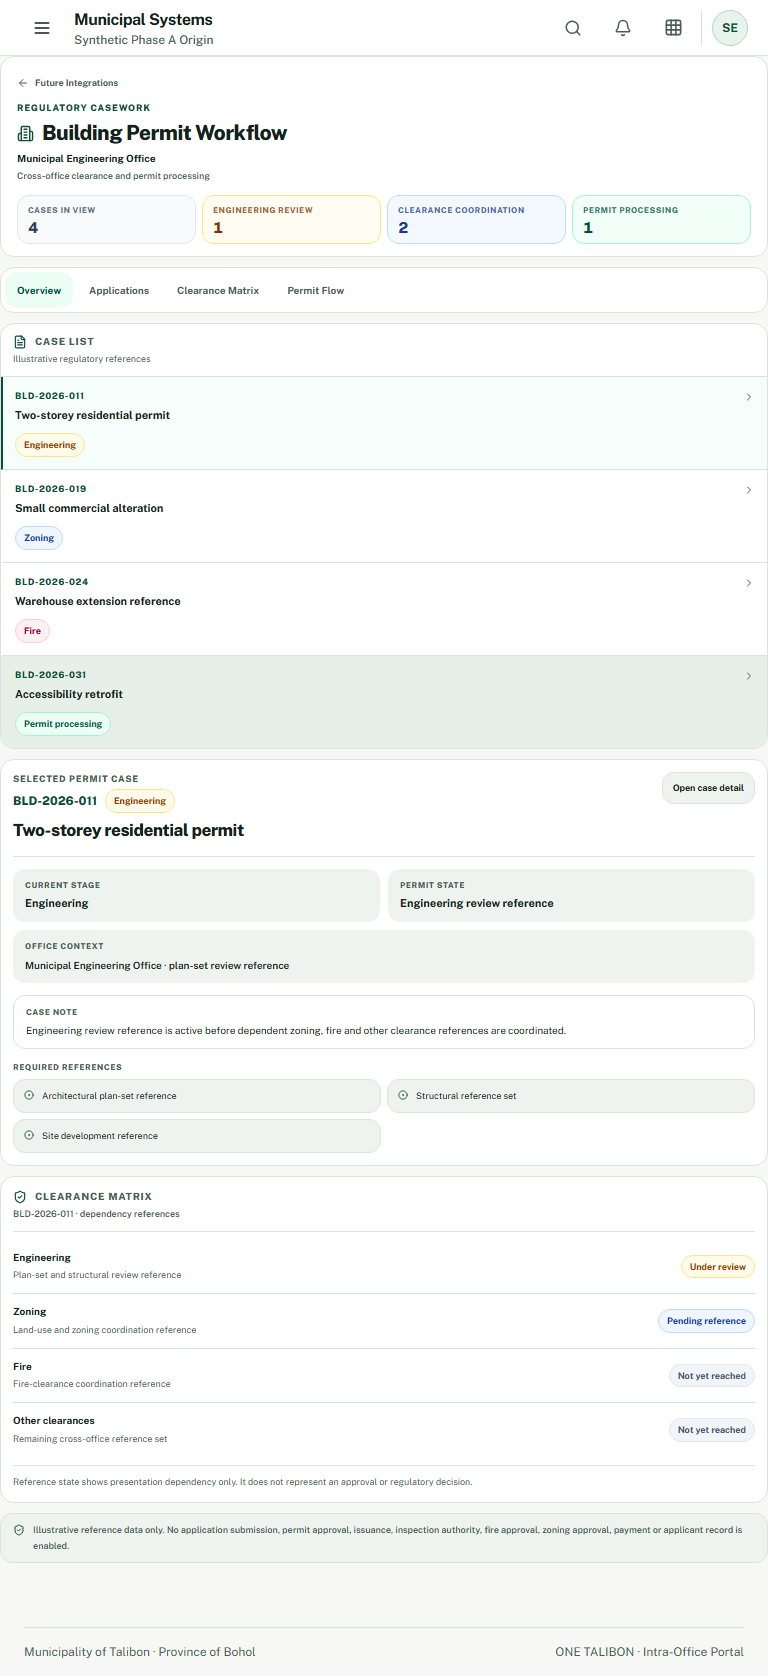 Municipal Systems
Synthetic Phase A Origin
SE
Future Integrations
REGULATORY CASEWORK
Building Permit Workflow
Municipal Engineering Office
Cross-office clearance and permit processing
CASES IN VIEW
4
ENGINEERING REVIEW
1
CLEARANCE COORDINATION
2
PERMIT PROCESSING
1
Overview
Applications
Clearance Matrix
Permit Flow
CASE LIST
Illustrative regulatory references
BLD-2026-011
Two-storey residential permit
Engineering
BLD-2026-019
Small commercial alteration
Zoning
BLD-2026-024
Warehouse extension reference
Fire
BLD-2026-031
Accessibility retrofit
Permit processing
SELECTED PERMIT CASE
BLD-2026-011 Engineering
Open case detail
Two-storey residential permit
CURRENT STAGE
Engineering
PERMIT STATE
Engineering review reference
OFFICE CONTEXT
Municipal Engineering Office · plan-set review reference
CASE NOTE
Engineering review reference is active before dependent zoning, fire and other clearance references are coordinated.
REQUIRED REFERENCES
Architectural plan-set reference
Structural reference set
Site development reference
CLEARANCE MATRIX
BLD-2026-011 · dependency references
Engineering
Plan-set and structural review reference
Under review
Zoning
Land-use and zoning coordination reference
Pending reference
Fire
Fire-clearance coordination reference
Not yet reached
Other clearances
Remaining cross-office reference set
Not yet reached
Reference state shows presentation dependency only. It does not represent an approval or regulatory decision.
Illustrative reference data only. No application submission, permit approval, issuance, inspection authority, fire approval, zoning approval, payment or applicant record is
enabled.
Municipality of Talibon · Province of Bohol
ONE TALIBON · Intra-Office Portal